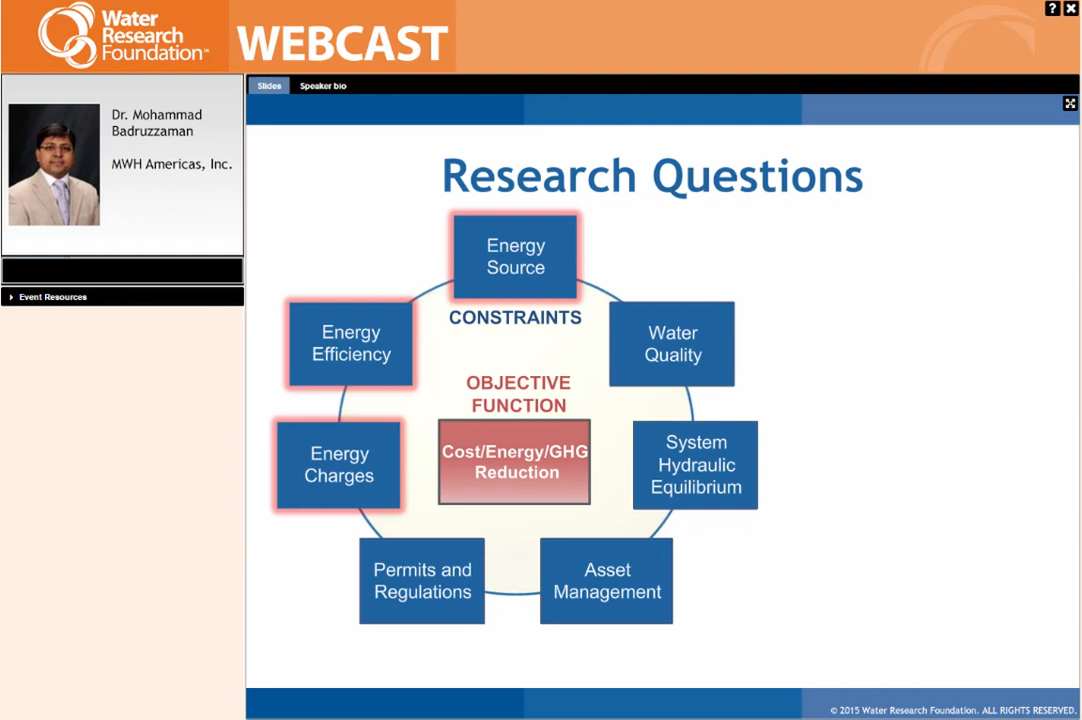 Water
Research
Foundation™
WEBCAST
? X
Dr. Mohammad
Badruzzaman
MWH Americas, Inc.
Event Resources
Slides Speaker bio
Research Questions
Energy
Source
CONSTRAINTS
Energy
Efficiency
Water
Quality
OBJECTIVE
FUNCTION
Cost/Energy/GHG
Reduction
Energy
Charges
System
Hydraulic
Equilibrium
Permits and
Regulations
Asset
Management
© 2015 Water Research Foundation. ALL RIGHTS RESERVED.